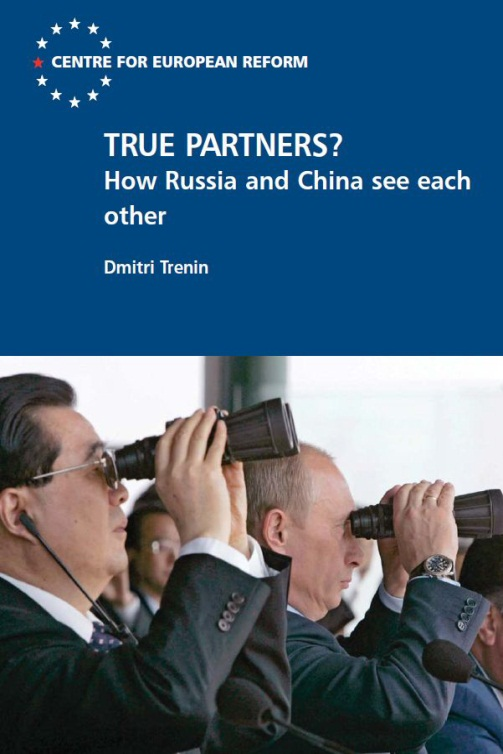 CENTRE FOR EUROPEAN REFORM
TRUE PARTNERS?
How Russia and China see each
other
Dmitri Trenin